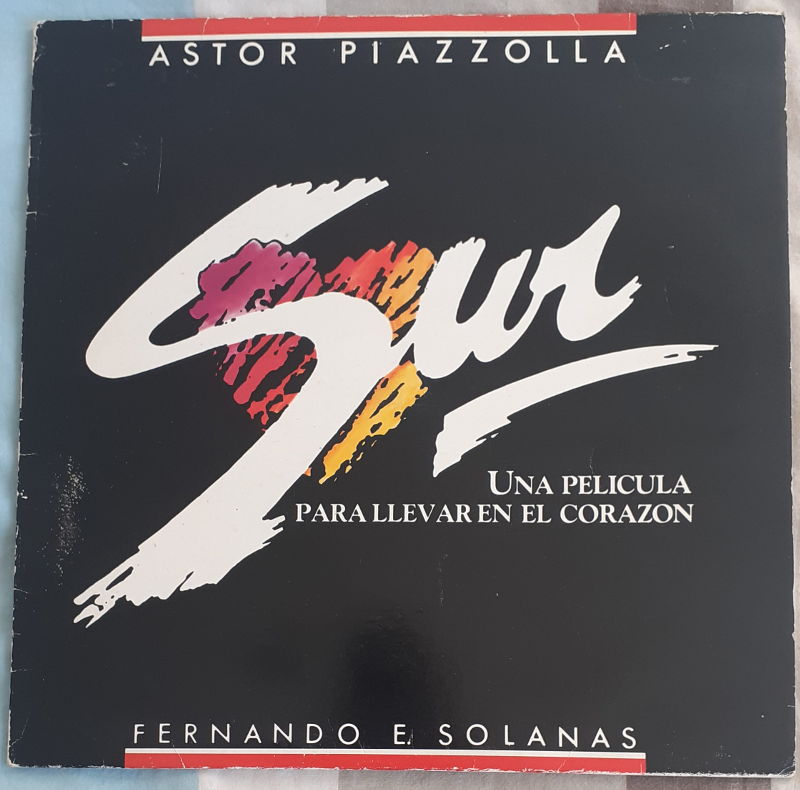 ASTOR PIAZZOLLA
Sur
UNA PELICULA
PARA LLEVAR EN EL CORAZON
FERNANDO E. SOLANAS